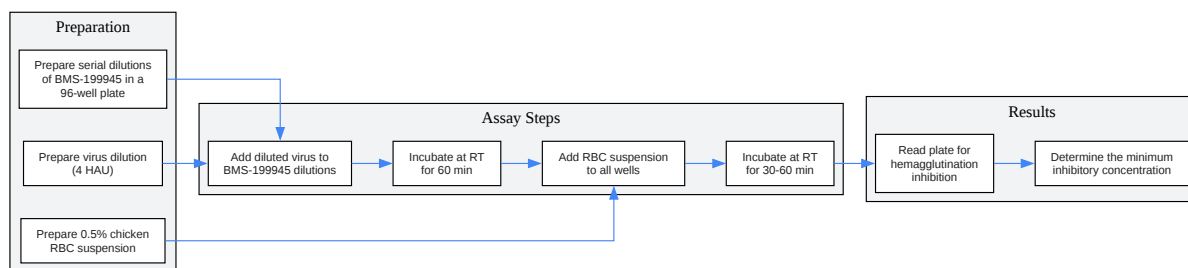 Preparation
Prepare serial dilutions
of BMS-199945 in a
96-well plate
Prepare virus dilution
(4 HAU)
Prepare 0.5% chicken
RBC suspension
Assay Steps
Add diluted virus to
BMS-199945 dilutions
Incubate at RT
for 60 min
Add RBC suspension
to all wells
Incubate at RT
for 30-60 min
Results
Read plate for
hemagglutination
inhibition
Determine the minimum
inhibitory concentration